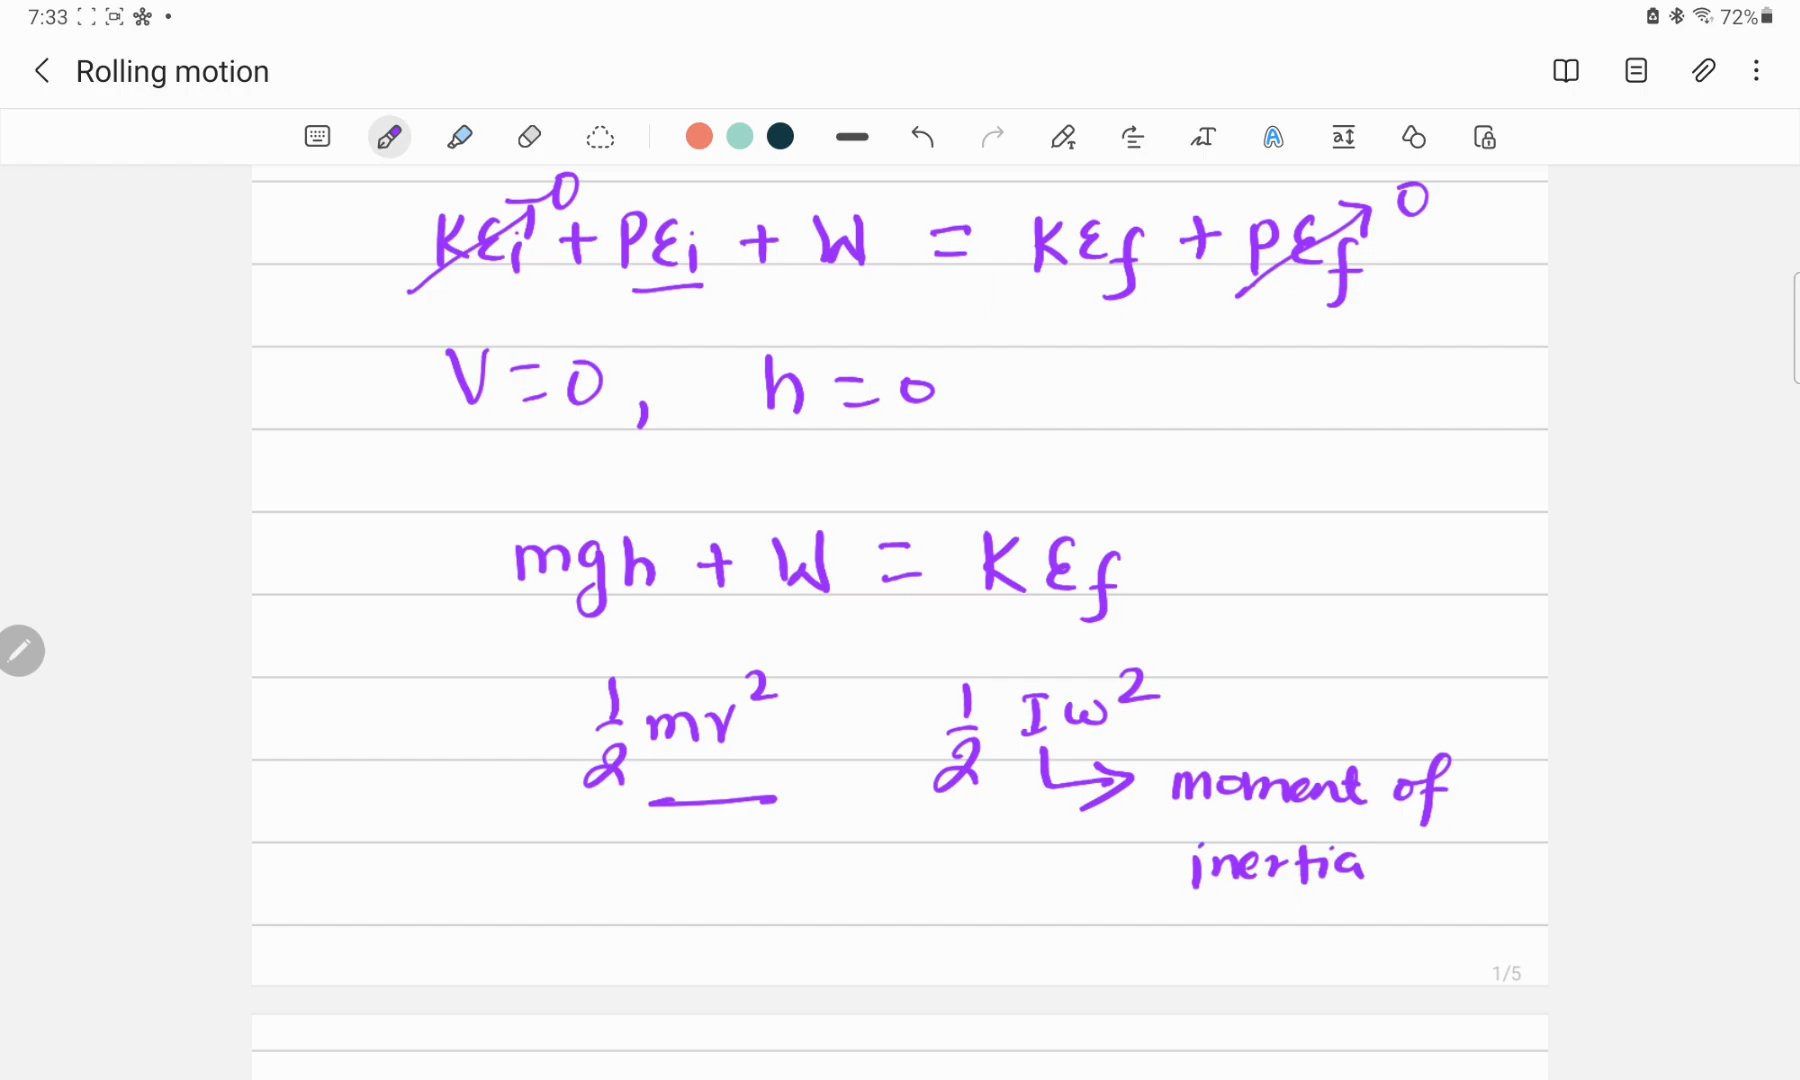 7:33
72%
Rolling motion
KEi→0 + PEi + W = KEf + PEf→0
V = 0, h = 0
mgh + W = KEf
1/2 mr² 1/2 Iω²
↳ moment of
inertia
1/5